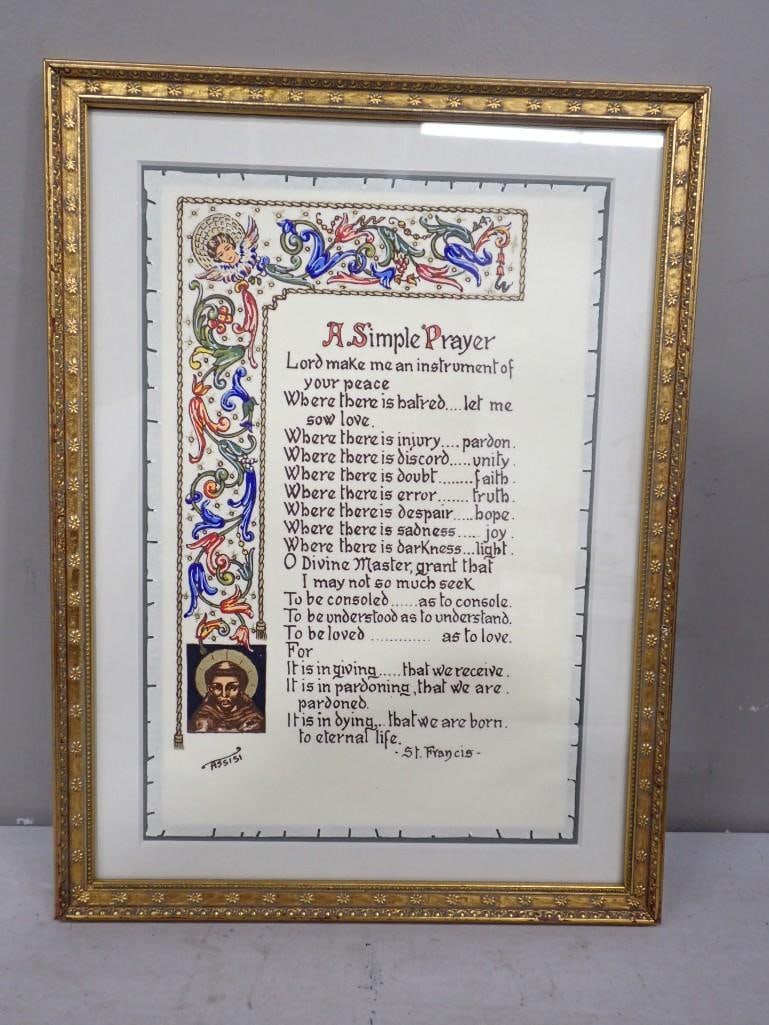 A Simple Prayer
Lord make me an instrument of
your peace
Where there is hatred....let me
sow love.
Where there is injury....pardon.
Where there is discord.....unity.
Where there is doubt........faith.
Where there is error.......truth.
Where there is despair.....hope.
Where there is sadness.....joy.
Where there is darkness...light.
O Divine Master, grant that
I may not so much seek
To be consoled......as to console.
To be understood as to understand.
To be loved ............ as to love.
For
It is in giving.....that we receive.
It is in pardoning, that we are.
pardoned.
It is in dying,..that we are born.
to eternal life.
-St. Francis-
ASSISI